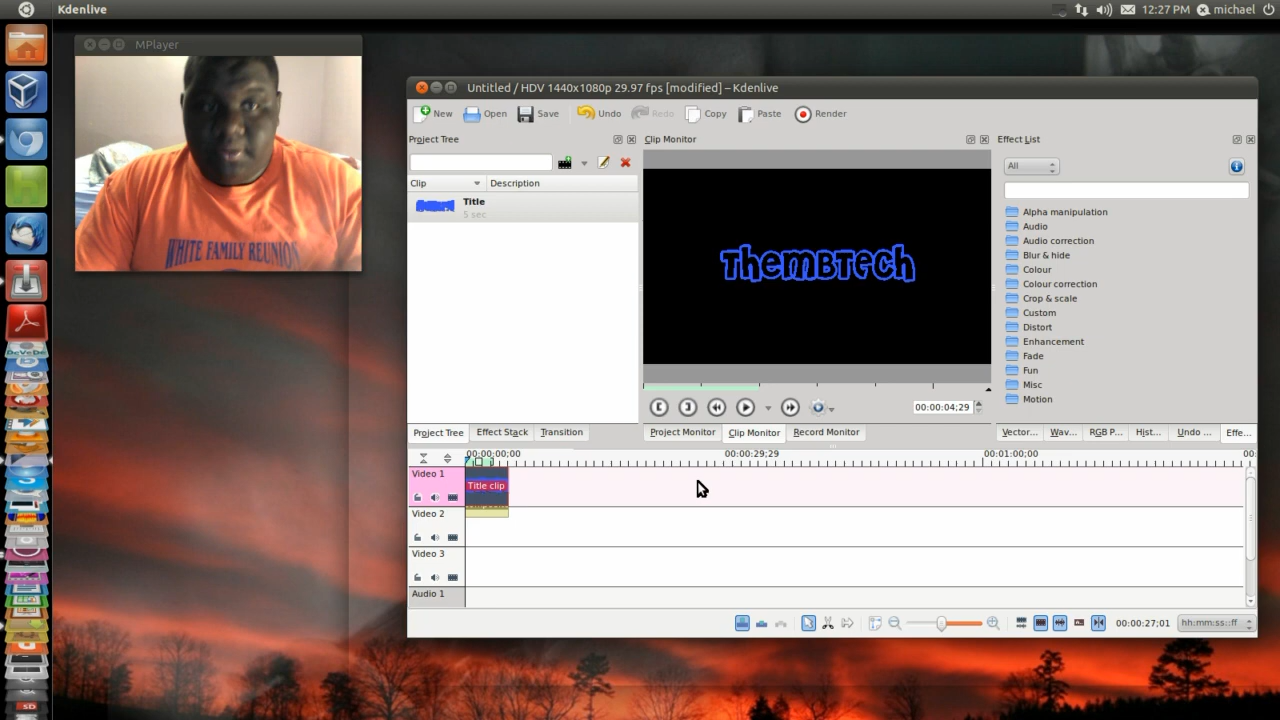 Kdenlive
12:27 PM michael
MPlayer
WHITE FAMILY REUNION
Untitled / HDV 1440x1080p 29.97 fps [modified] – Kdenlive
New Open Save Undo Redo Copy Paste Render
Project Tree
Clip Description
Title
5 sec
Project Tree Effect Stack Transition
Clip Monitor
ThemBTech
00:00:04;29
Project Monitor Clip Monitor Record Monitor
Effect List
All
Alpha manipulation
Audio
Audio correction
Blur & hide
Colour
Colour correction
Crop & scale
Custom
Distort
Enhancement
Fade
Fun
Misc
Motion
Vector... Wav... RGB P... Hist... Undo ... Effe...
00:00:00;00 00:00:29;29 00:01:00;00 00:
Video 1
Title clip
Video 2
Video 3
Audio 1
00:00:27;01 hh:mm:ss::ff
DeVeDe
SD